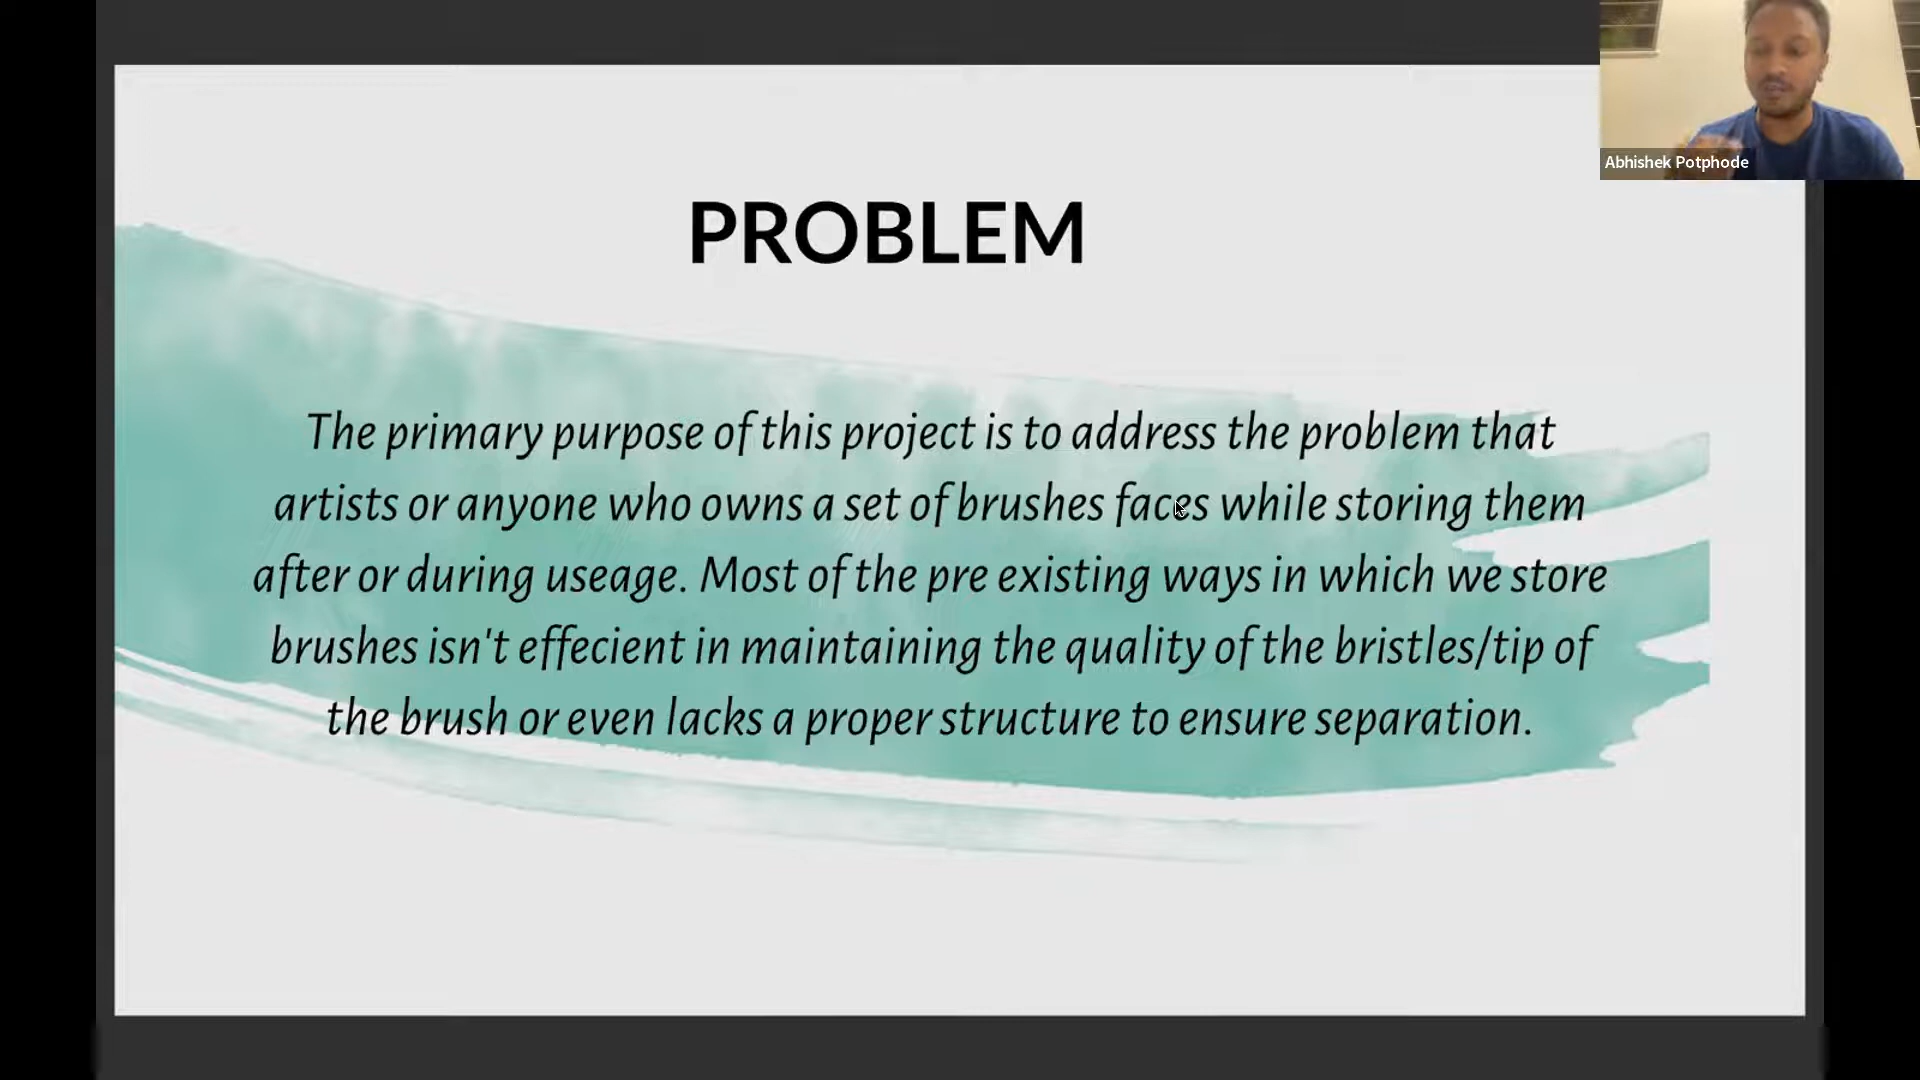 Abhishek Potphode
PROBLEM
The primary purpose of this project is to address the problem that
artists or anyone who owns a set of brushes faces while storing them
after or during useage. Most of the pre existing ways in which we store
brushes isn't effecient in maintaining the quality of the bristles/tip of
the brush or even lacks a proper structure to ensure separation.